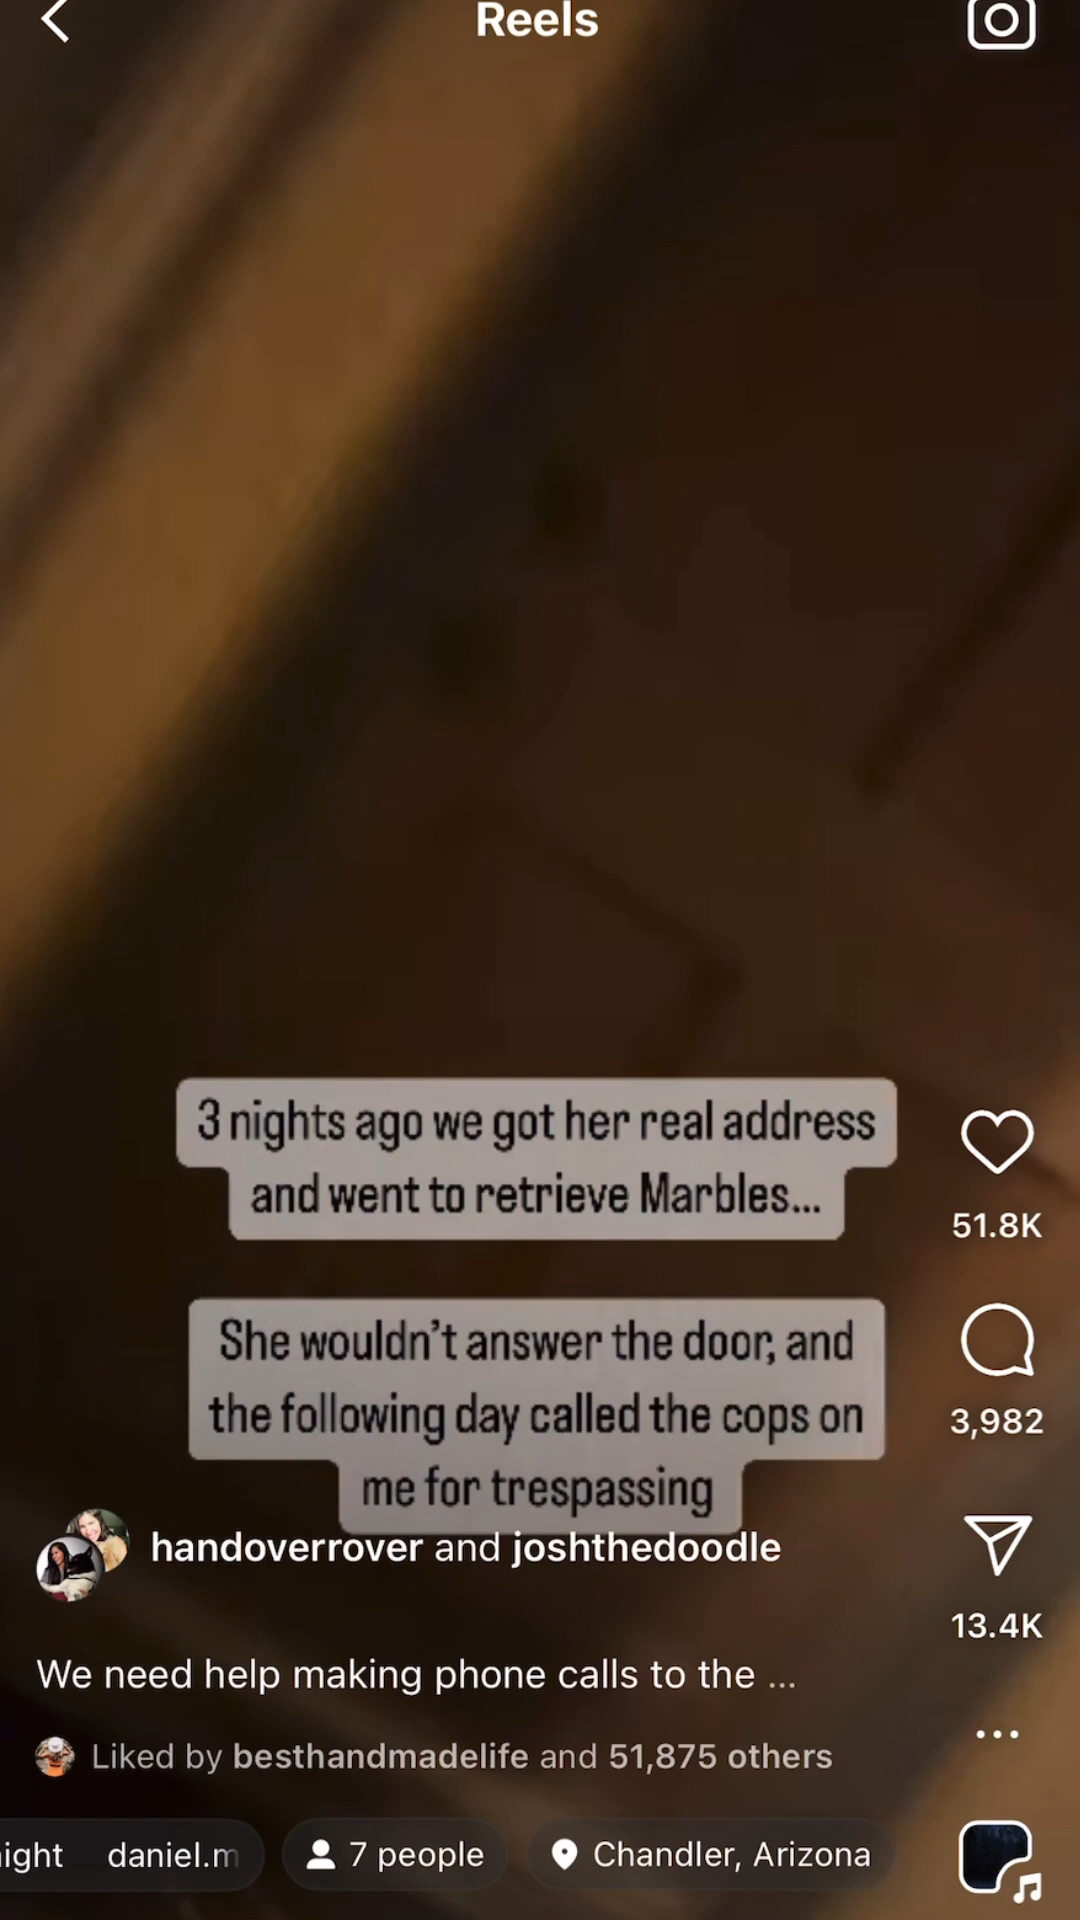 Reels
3 nights ago we got her real address
and went to retrieve Marbles...
She wouldn't answer the door, and
the following day called the cops on
me for trespassing
51.8K
3,982
13.4K
handoverrover and joshthedoodle
We need help making phone calls to the ...
Liked by besthandmadelife and 51,875 others
ight daniel.m
7 people
Chandler, Arizona